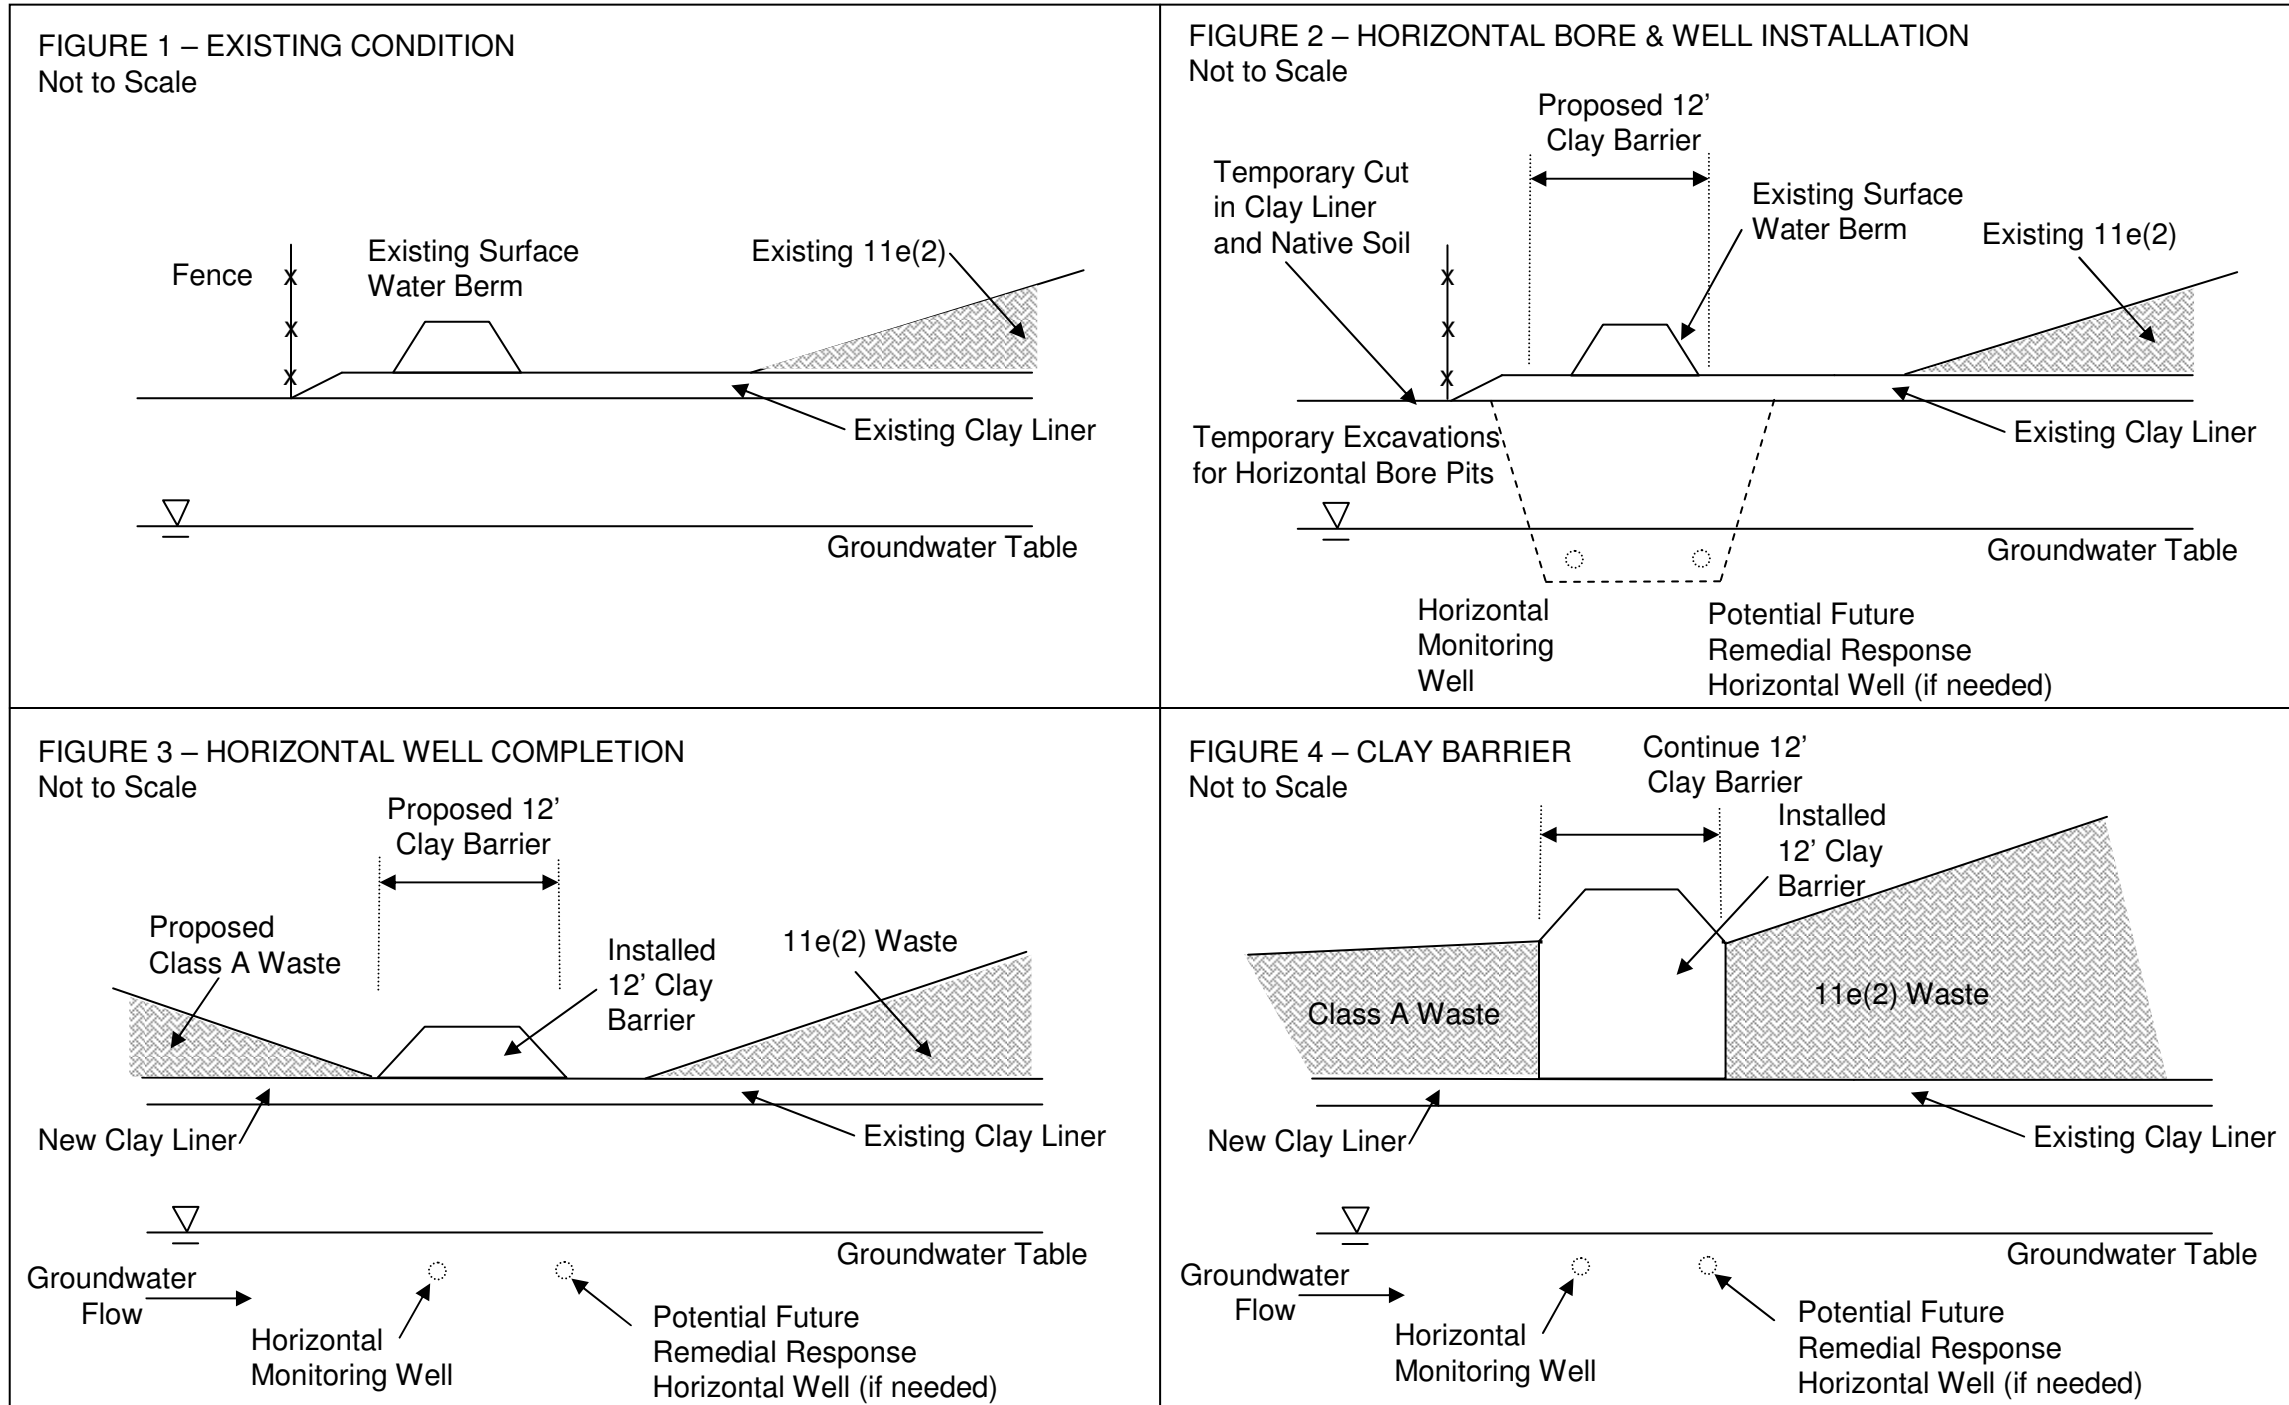 FIGURE 1 – EXISTING CONDITION
Not to Scale
Fence
Existing Surface
Water Berm
Existing 11e(2)
x
x
x
Existing Clay Liner
Groundwater Table
FIGURE 2 – HORIZONTAL BORE & WELL INSTALLATION
Not to Scale
Proposed 12’
Clay Barrier
Temporary Cut
in Clay Liner
and Native Soil
Existing Surface
Water Berm
Existing 11e(2)
x
x
x
Temporary Excavations
for Horizontal Bore Pits
Existing Clay Liner
Groundwater Table
Horizontal
Monitoring
Well
Potential Future
Remedial Response
Horizontal Well (if needed)
FIGURE 3 – HORIZONTAL WELL COMPLETION
Not to Scale
Proposed 12’
Clay Barrier
Proposed
Class A Waste
Installed
12’ Clay
Barrier
11e(2) Waste
New Clay Liner
Existing Clay Liner
Groundwater Table
Groundwater
Flow
Horizontal
Monitoring Well
Potential Future
Remedial Response
Horizontal Well (if needed)
FIGURE 4 – CLAY BARRIER
Not to Scale
Continue 12’
Clay Barrier
Installed
12’ Clay
Barrier
Class A Waste
11e(2) Waste
New Clay Liner
Existing Clay Liner
Groundwater Table
Groundwater
Flow
Horizontal
Monitoring Well
Potential Future
Remedial Response
Horizontal Well (if needed)